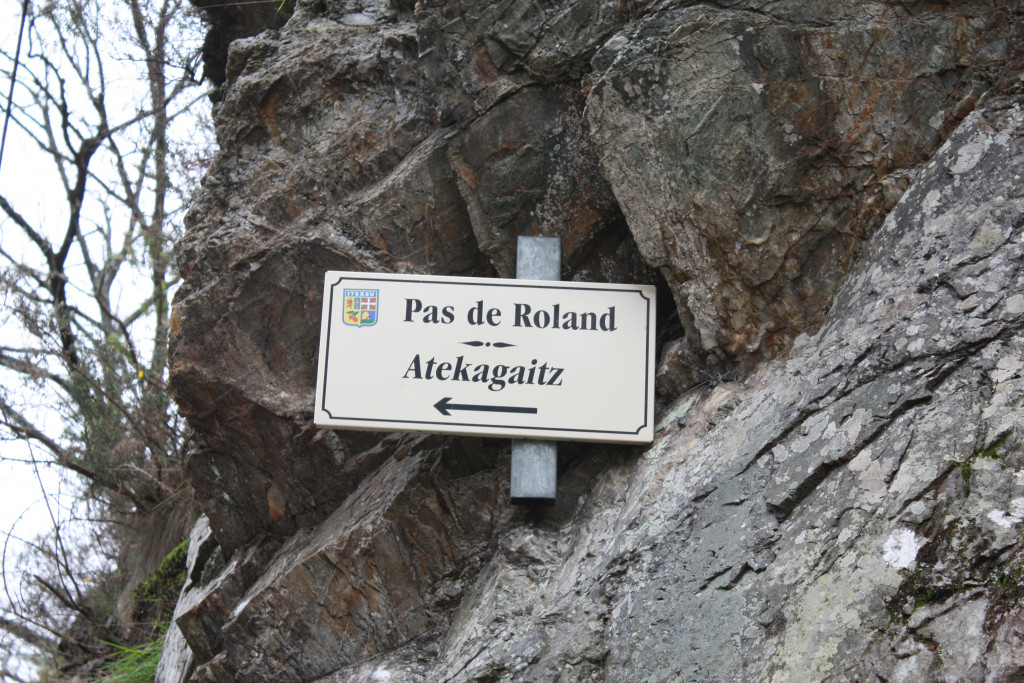 Pas de Roland
Atekagaitz